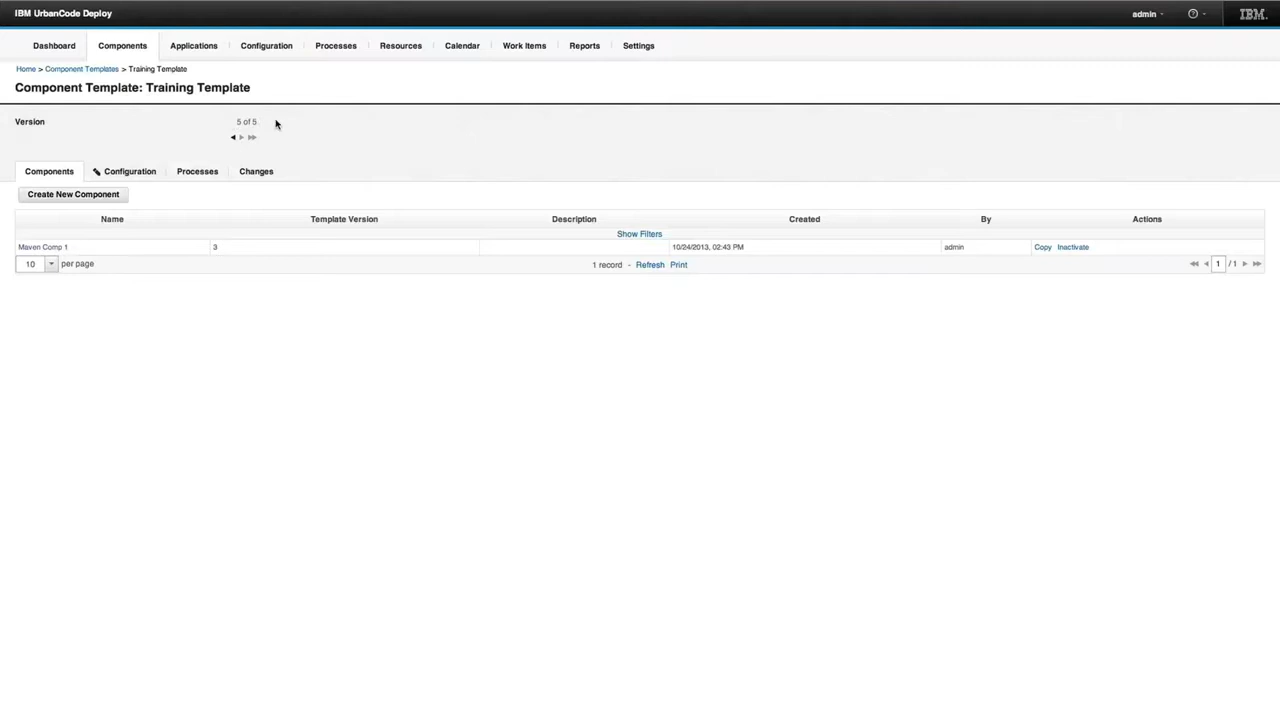 IBM UrbanCode Deploy
admin
IBM
Dashboard Components Applications Configuration Processes Resources Calendar Work Items Reports Settings
Home > Component Templates > Training Template
Component Template: Training Template
Version 5 of 5
Components Configuration Processes Changes
Create New Component
Name Template Version Description Created By Actions
Show Filters
Maven Comp 1 3 10/24/2013, 02:43 PM admin Copy Inactivate
10 per page 1 record - Refresh Print 1 / 1